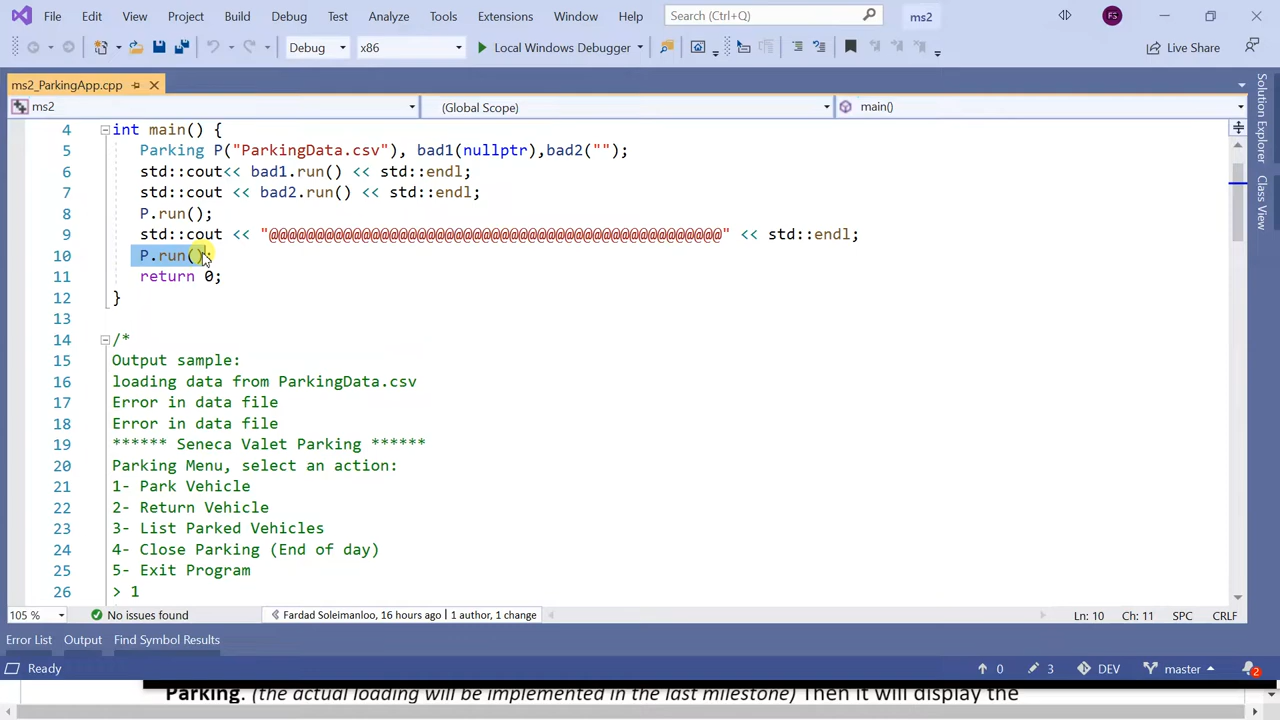 File Edit View Project Build Debug Test Analyze Tools Extensions Window Help Search (Ctrl+Q) ms2 FS
Debug x86 Local Windows Debugger Live Share
ms2_ParkingApp.cpp
ms2 (Global Scope) main()
4 int main() {
5 Parking P("ParkingData.csv"), bad1(nullptr),bad2("");
6 std::cout<< bad1.run() << std::endl;
7 std::cout << bad2.run() << std::endl;
8 P.run();
9 std::cout << "@@@@@@@@@@@@@@@@@@@@@@@@@@@@@@@@@@@@@@@@@@@@@@@@@" << std::endl;
10 P.run();
11 return 0;
12 }
13
14 /*
15 Output sample:
16 loading data from ParkingData.csv
17 Error in data file
18 Error in data file
19 ****** Seneca Valet Parking ******
20 Parking Menu, select an action:
21 1- Park Vehicle
22 2- Return Vehicle
23 3- List Parked Vehicles
24 4- Close Parking (End of day)
25 5- Exit Program
26 > 1
Solution Explorer
Class View
105 % No issues found Fardad Soleimanloo, 16 hours ago | 1 author, 1 change Ln: 10 Ch: 11 SPC CRLF
Error List Output Find Symbol Results
Ready 0 3 DEV master 2
Parking. (the actual loading will be implemented in the last milestone) Then it will display the